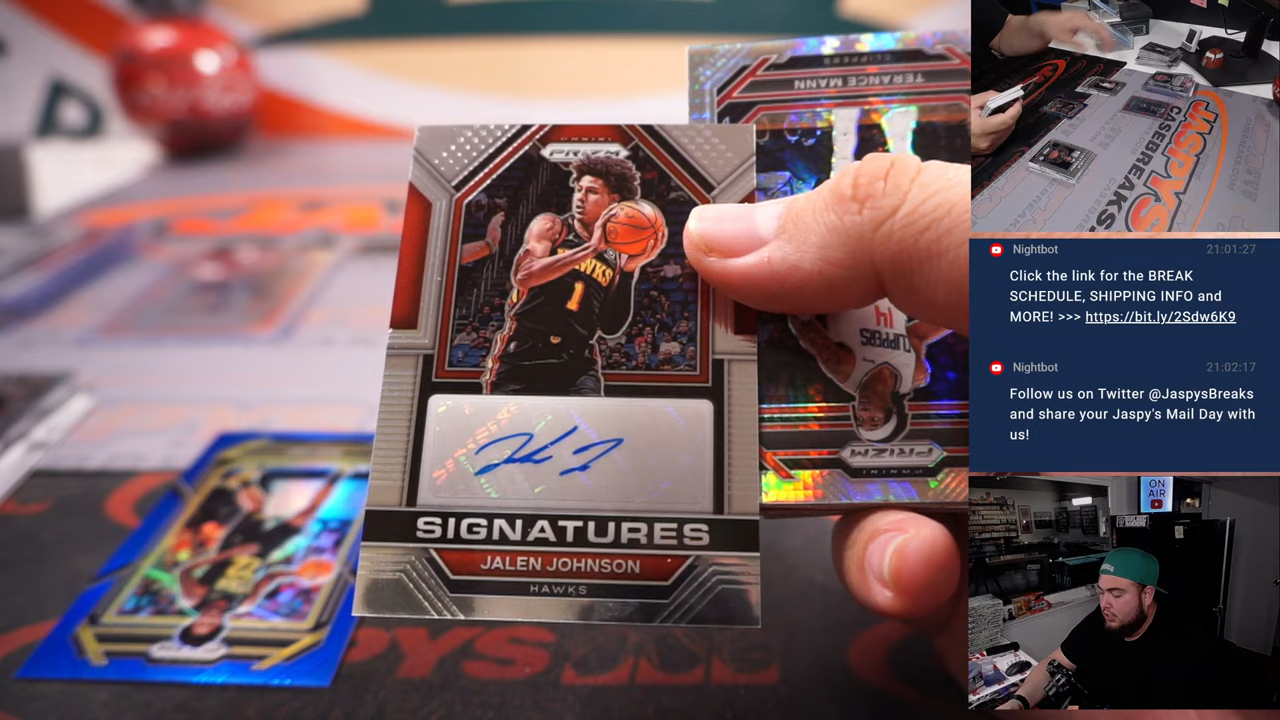 PANINI
PRIZM
HAWKS
1
SIGNATURES
JALEN JOHNSON
HAWKS
CLIPPERS
TERANCE MANN
14
CLIPPERS
PRIZM
PANINI
JASPYS
CASEBREAKS.
Nightbot 21:01:27
Click the link for the BREAK
SCHEDULE, SHIPPING INFO and
MORE! >>> https://bit.ly/2Sdw6K9
Nightbot 21:02:17
Follow us on Twitter @JaspysBreaks
and share your Jaspy's Mail Day with
us!
ON
AIR